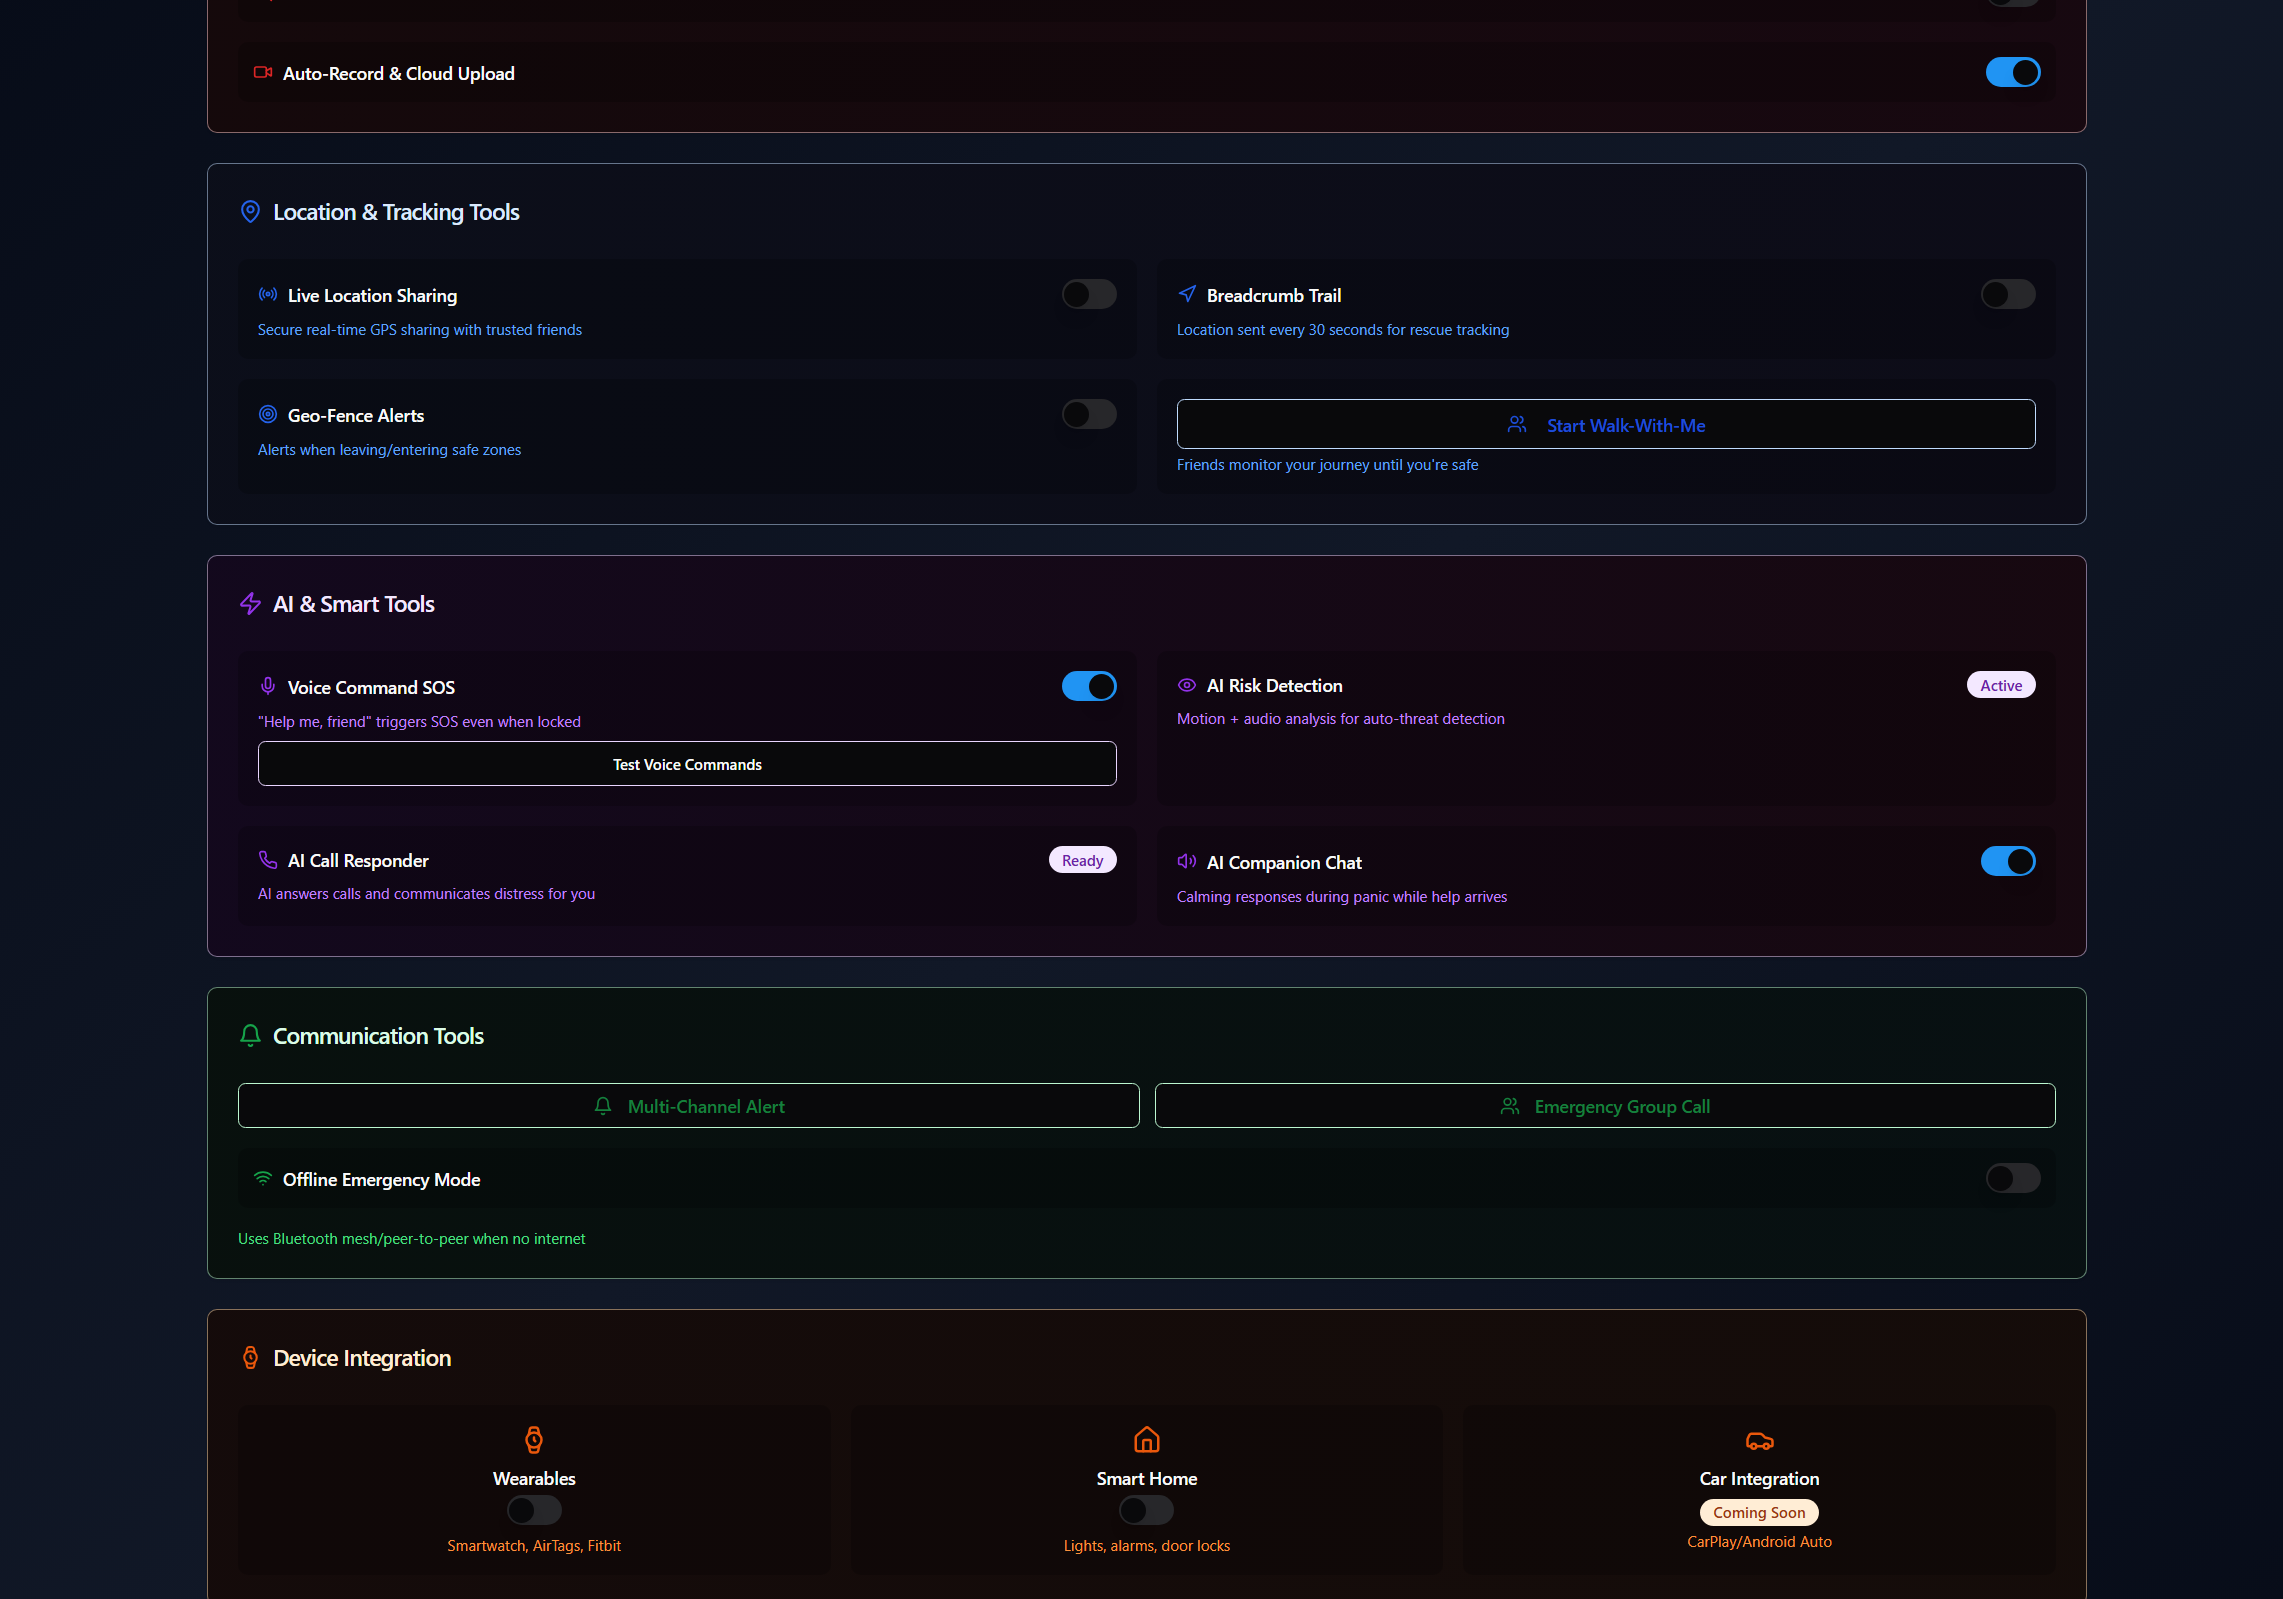 Auto-Record & Cloud Upload
Location & Tracking Tools
Live Location Sharing
Secure real-time GPS sharing with trusted friends
Breadcrumb Trail
Location sent every 30 seconds for rescue tracking
Geo-Fence Alerts
Alerts when leaving/entering safe zones
Start Walk-With-Me
Friends monitor your journey until you're safe
AI & Smart Tools
Voice Command SOS
"Help me, friend" triggers SOS even when locked
Test Voice Commands
AI Risk Detection
Active
Motion + audio analysis for auto-threat detection
AI Call Responder
Ready
AI answers calls and communicates distress for you
AI Companion Chat
Calming responses during panic while help arrives
Communication Tools
Multi-Channel Alert
Emergency Group Call
Offline Emergency Mode
Uses Bluetooth mesh/peer-to-peer when no internet
Device Integration
Wearables
Smartwatch, AirTags, Fitbit
Smart Home
Lights, alarms, door locks
Car Integration
Coming Soon
CarPlay/Android Auto